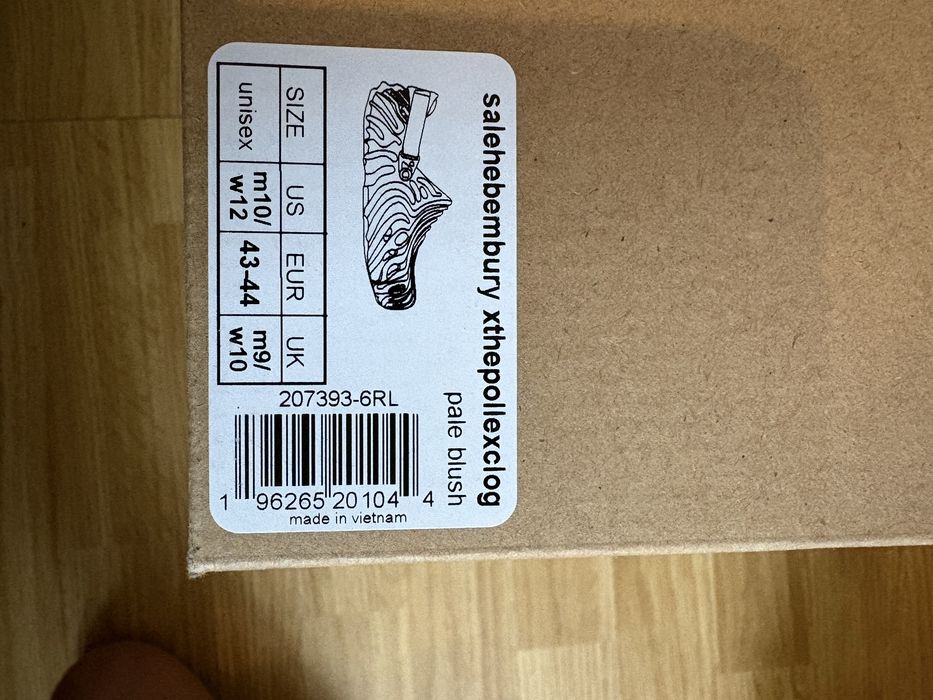 salehebembury xthepollexclog
pale blush
SIZE US EUR UK
unisex m10/ 43-44 m9/
w12 w10
207393-6RL
1 96265 20104 4
made in vietnam